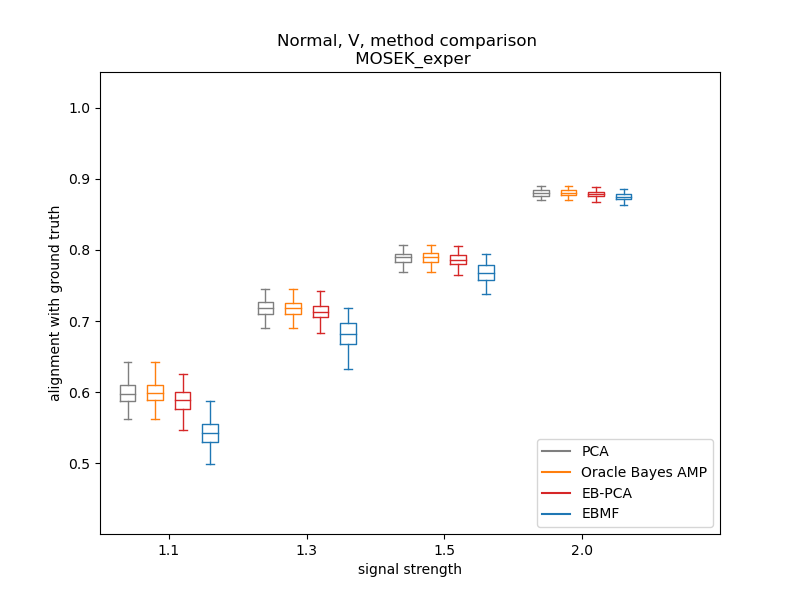 Normal, V, method comparison
MOSEK_exper
alignment with ground truth
1.0
0.9
0.8
0.7
0.6
0.5
1.1
1.3
1.5
2.0
signal strength
PCA
Oracle Bayes AMP
EB-PCA
EBMF